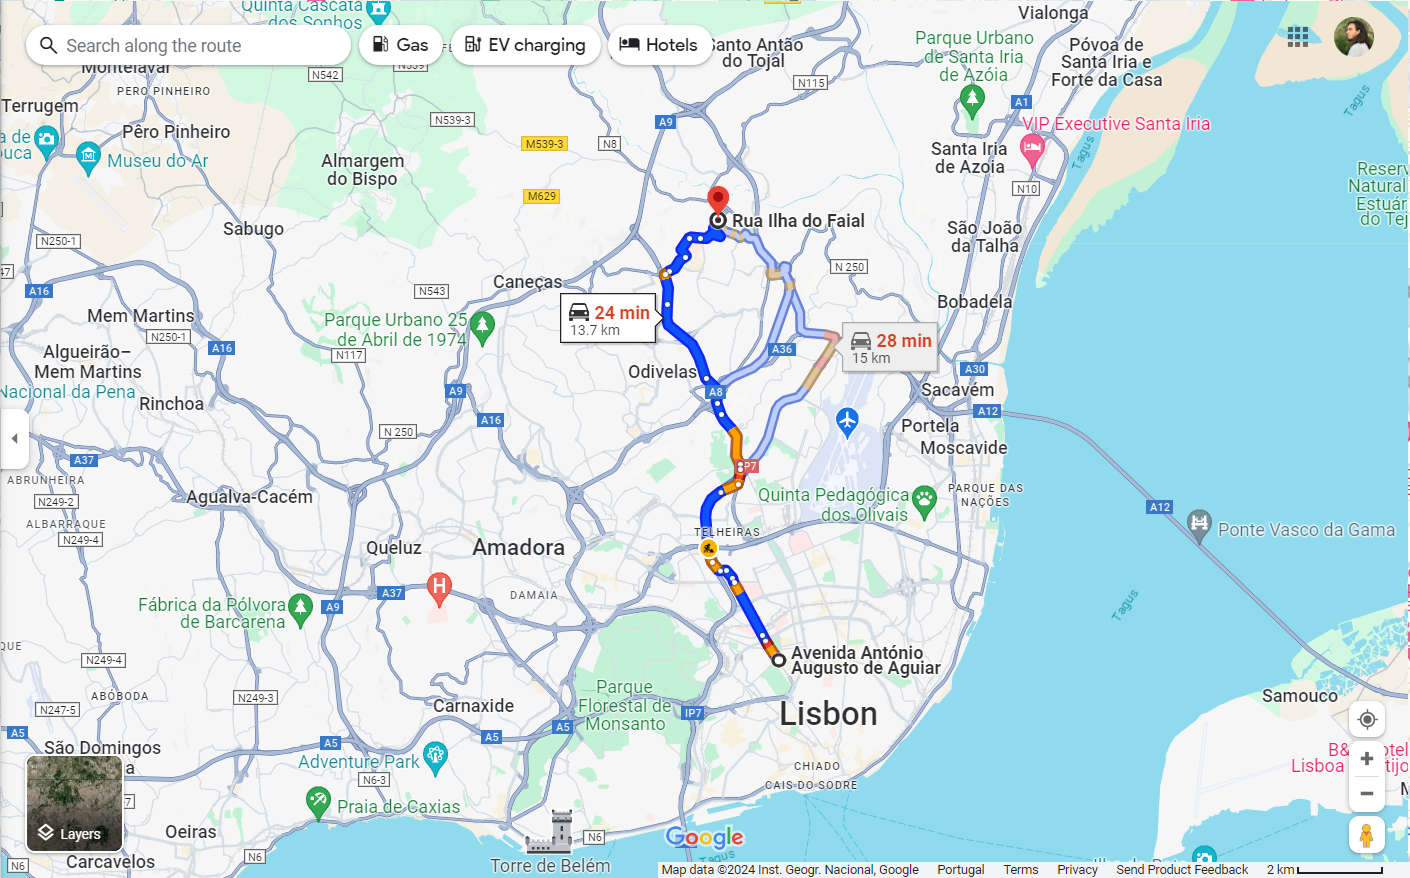 Quinta Cascata
dos Sonhos
Vialonga
Search along the route
Gas
EV charging
Hotels
Santo Antão
do Tojal
Parque Urbano
de Santa Iria
de Azóia
Póvoa de
Santa Iria e
Forte da Casa
Montelavar
N542
N539
N115
PERO PINHEIRO
A1
Terrugem
N539-3
A9
Tagus
Pêro Pinheiro
VIP Executive Santa Iria
M539-3
N8
Museu do Ar
Almargem
do Bispo
Santa Iria
de Azoia
Tagus
N10
M629
Reserv
Natural
Estuár
do Tej
Rua Ilha do Faial
Sabugo
São João
da Talha
N250-1
N 250
A16
Caneças
N543
Bobadela
Mem Martins
24 min
13.7 km
Parque Urbano 25
de Abril de 1974
N250-1
A16
N117
28 min
15 km
A36
Algueirão–
Mem Martins
Nacional da Pena
Odivelas
A30
Sacavém
A9
A8
Rinchoa
A16
A12
Portela
Moscavide
N 250
A37
IP7
ABRUNHEIRA
PARQUE DAS
NAÇÕES
Agualva-Cacém
N249-2
Quinta Pedagógica
dos Olivais
A12
ALBARRAQUE
N249-4
Ponte Vasco da Gama
TELHEIRAS
Queluz
Amadora
A37
DAMAIA
Fábrica da Pólvora
de Barcarena
A9
Tagus
N249-4
Avenida António
Augusto de Aguiar
ABÓBODA
N249-3
Parque
Florestal de
Monsanto
Samouco
N247-5
Carnaxide
IP7
Lisbon
A5
A5
A5
A5
São Domingos
Adventure Park
CHIADO
N6-3
CAIS DO SODRE
Praia de Caxias
Layers
Oeiras
N6
Google
Carcavelos
N6
N6
Torre de Belém
Tagus
Map data ©2024 Inst. Geogr. Nacional, Google
Portugal
Terms
Privacy
Send Product Feedback
2 km